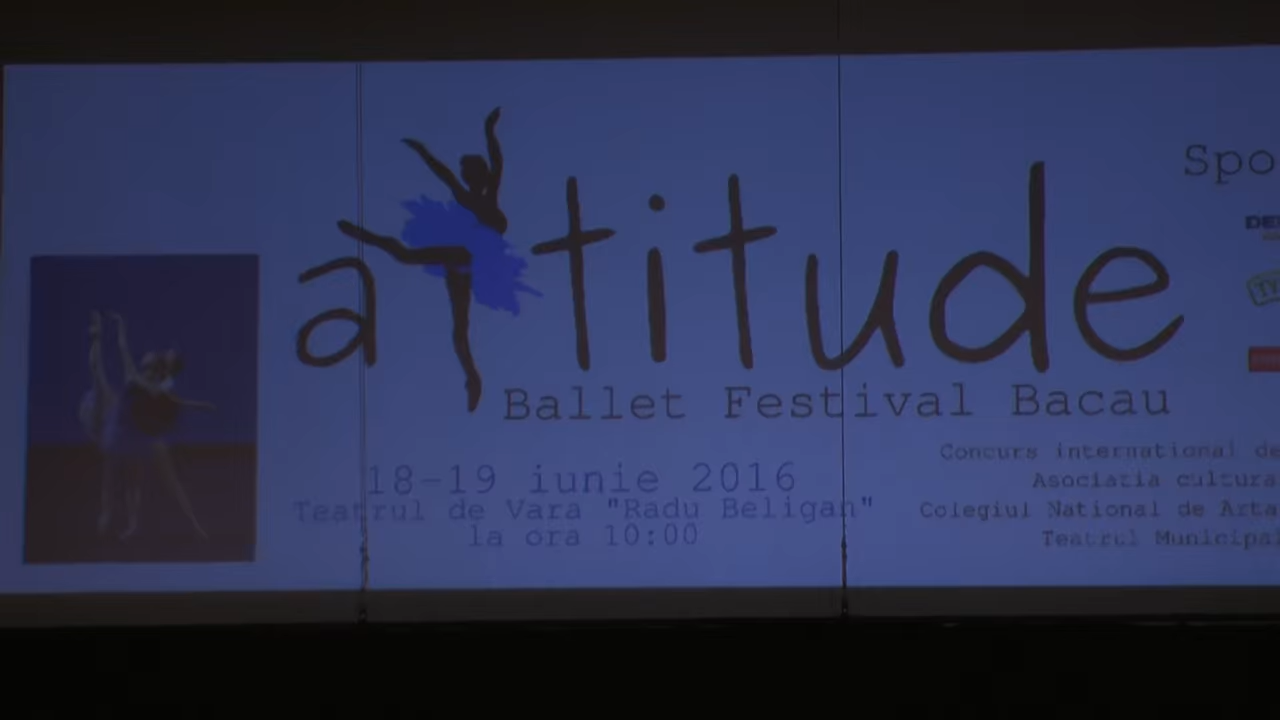 attitude
Ballet Festival Bacau
18-19 iunie 2016
Teatrul de Vara "Radu Beligan"
la ora 10:00
Spo
DE
Concurs international de
Asociatia cultura
Colegiul National de Arta
Teatrul Municipal